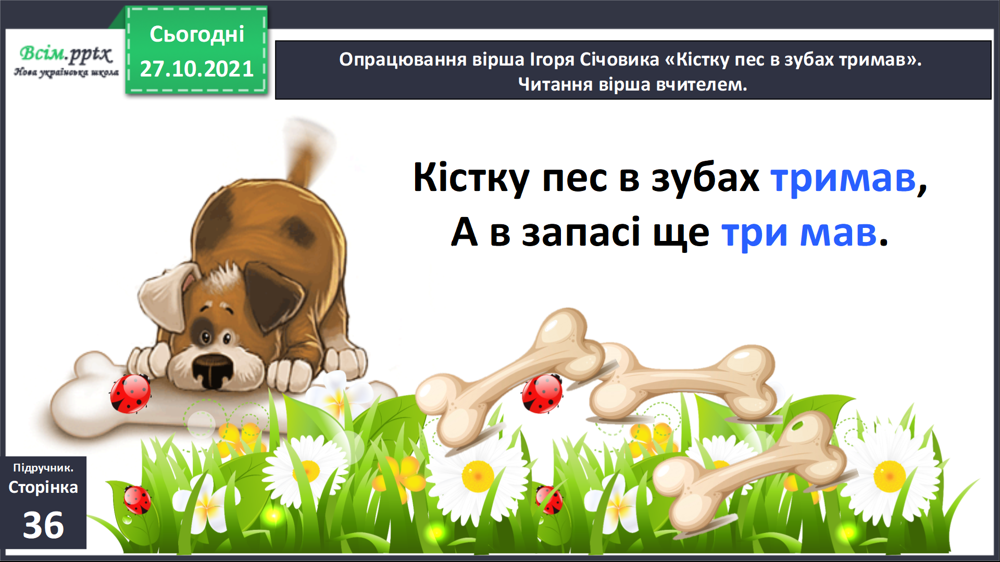 Всім.pptx
Нова українська школа
Сьогодні
27.10.2021
Опрацювання вірша Ігоря Січовика «Кістку пес в зубах тримав».
Читання вірша вчителем.
Кістку пес в зубах тримав,
А в запасі ще три мав.
Підручник.
Сторінка
36